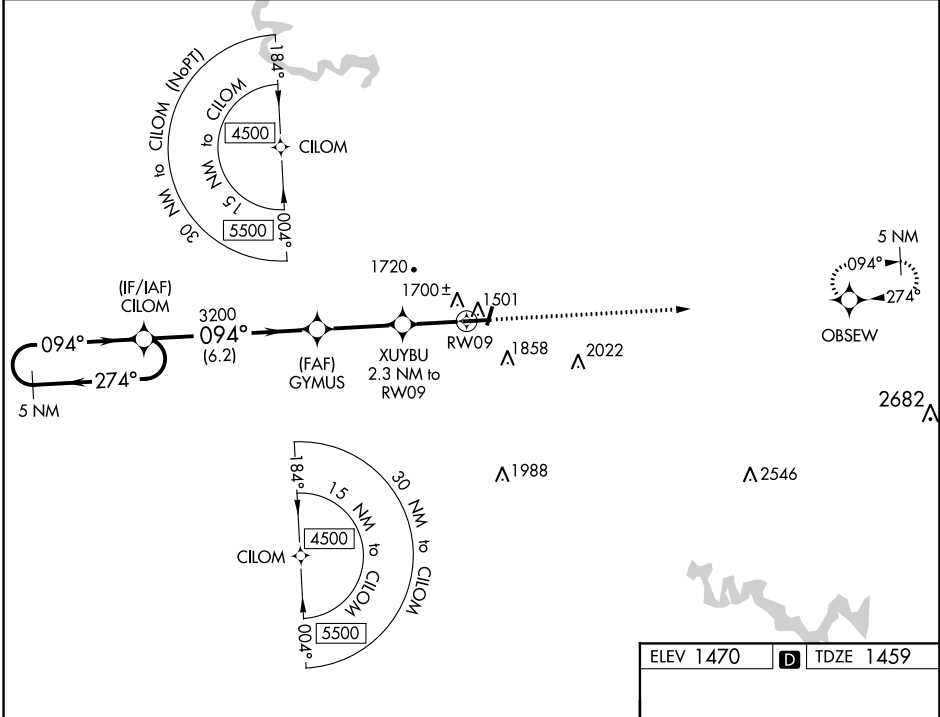 30 NM to CILOM (NoPT)
15 NM to CILOM
184°
4500
CILOM
5500
004°
(IF/IAF)
CILOM
094°
274°
5 NM
3200
094°
(6.2)
(FAF)
GYMUS
XUYBU
2.3 NM to
RW09
1720
1700±
1501
RW09
1858
2022
5 NM
094°
274°
OBSEW
2682
1988
2546
184°
15 NM to CILOM
30 NM to CILOM
4500
CILOM
5500
004°
ELEV 1470 D TDZE 1459